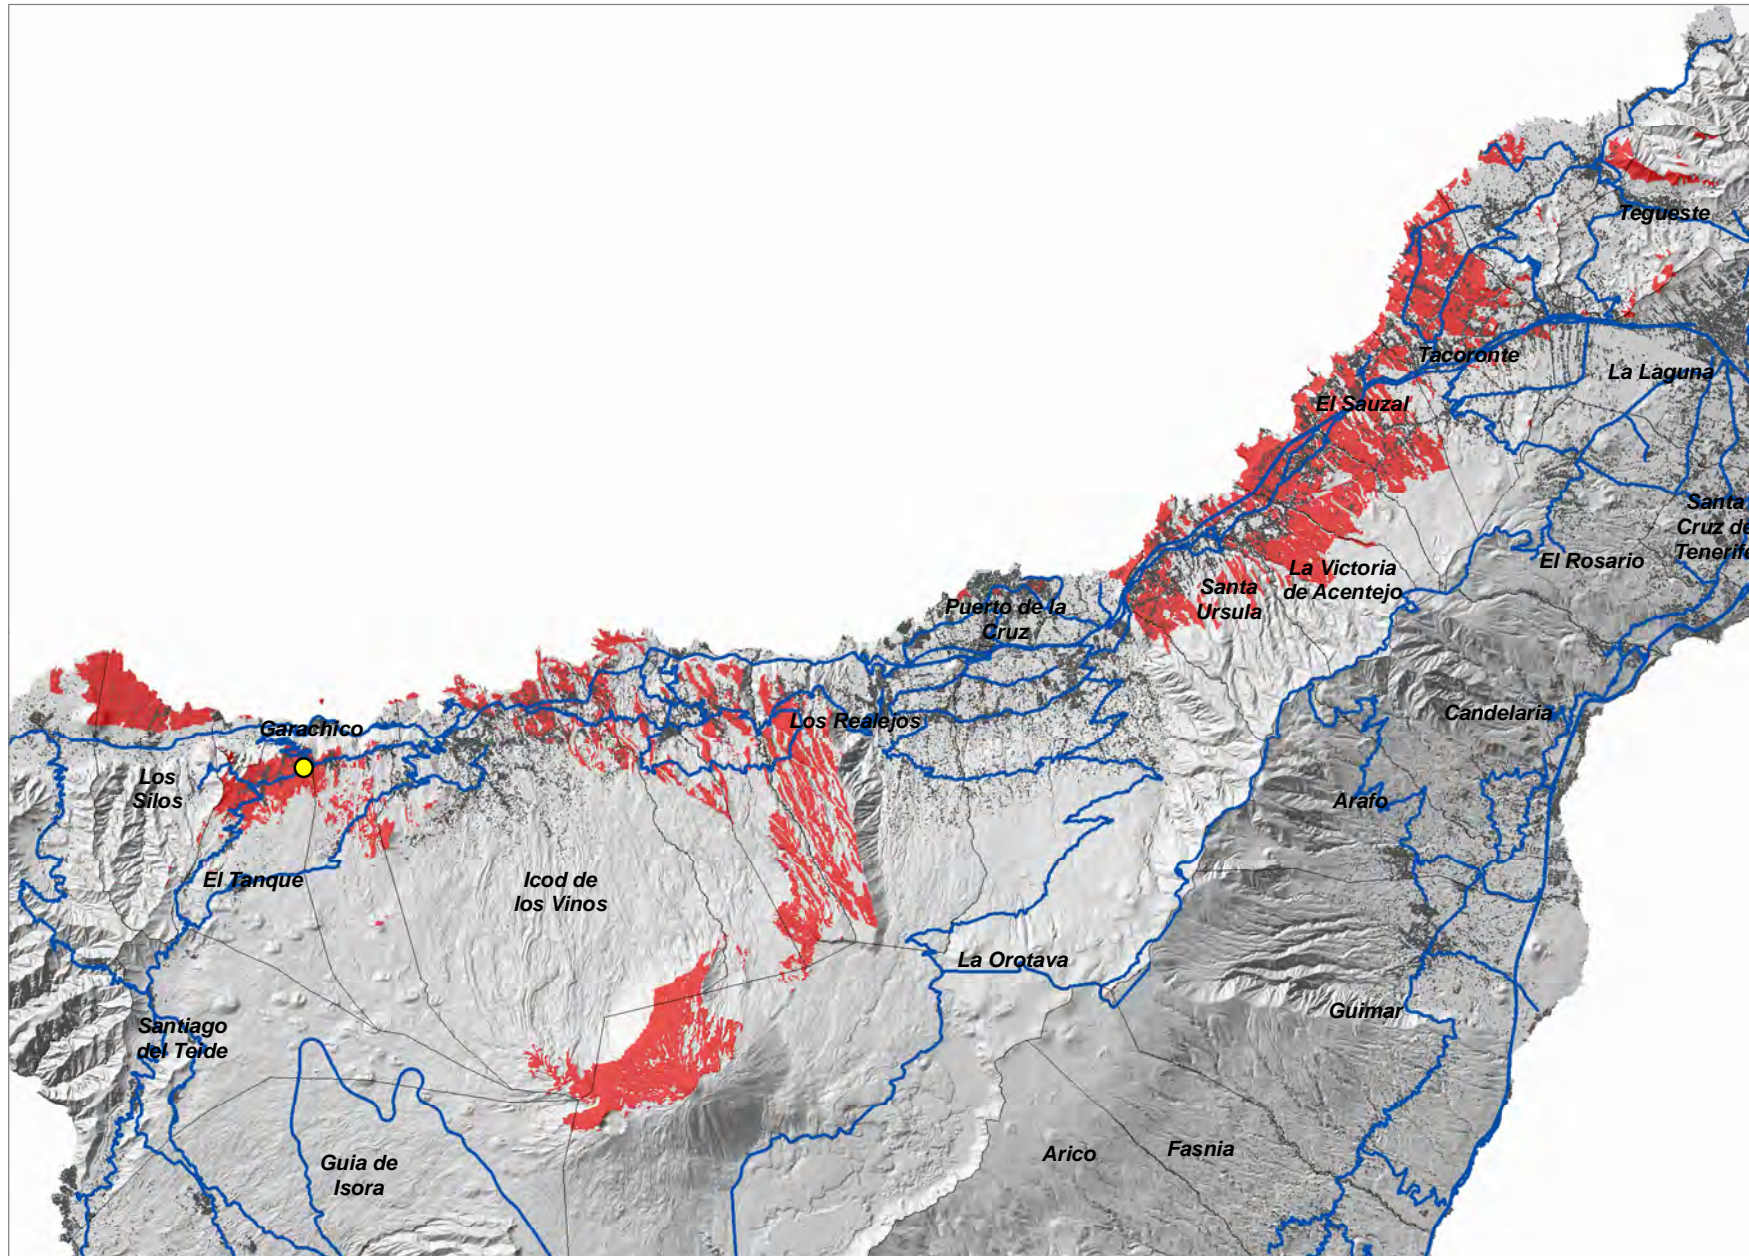 Tegueste
Tacoronte
La Laguna
El Sauzal
Santa
Cruz de
Tenerife
El Rosario
La Victoria
de Acentejo
Santa
Ursula
Puerto de la
Cruz
Candelaria
Los Realejos
Garachico
Los
Silos
Arafo
El Tanque
Icod de
los Vinos
La Orotava
Guimar
Santiago
del Teide
Fasnia
Arico
Guia de
Isora